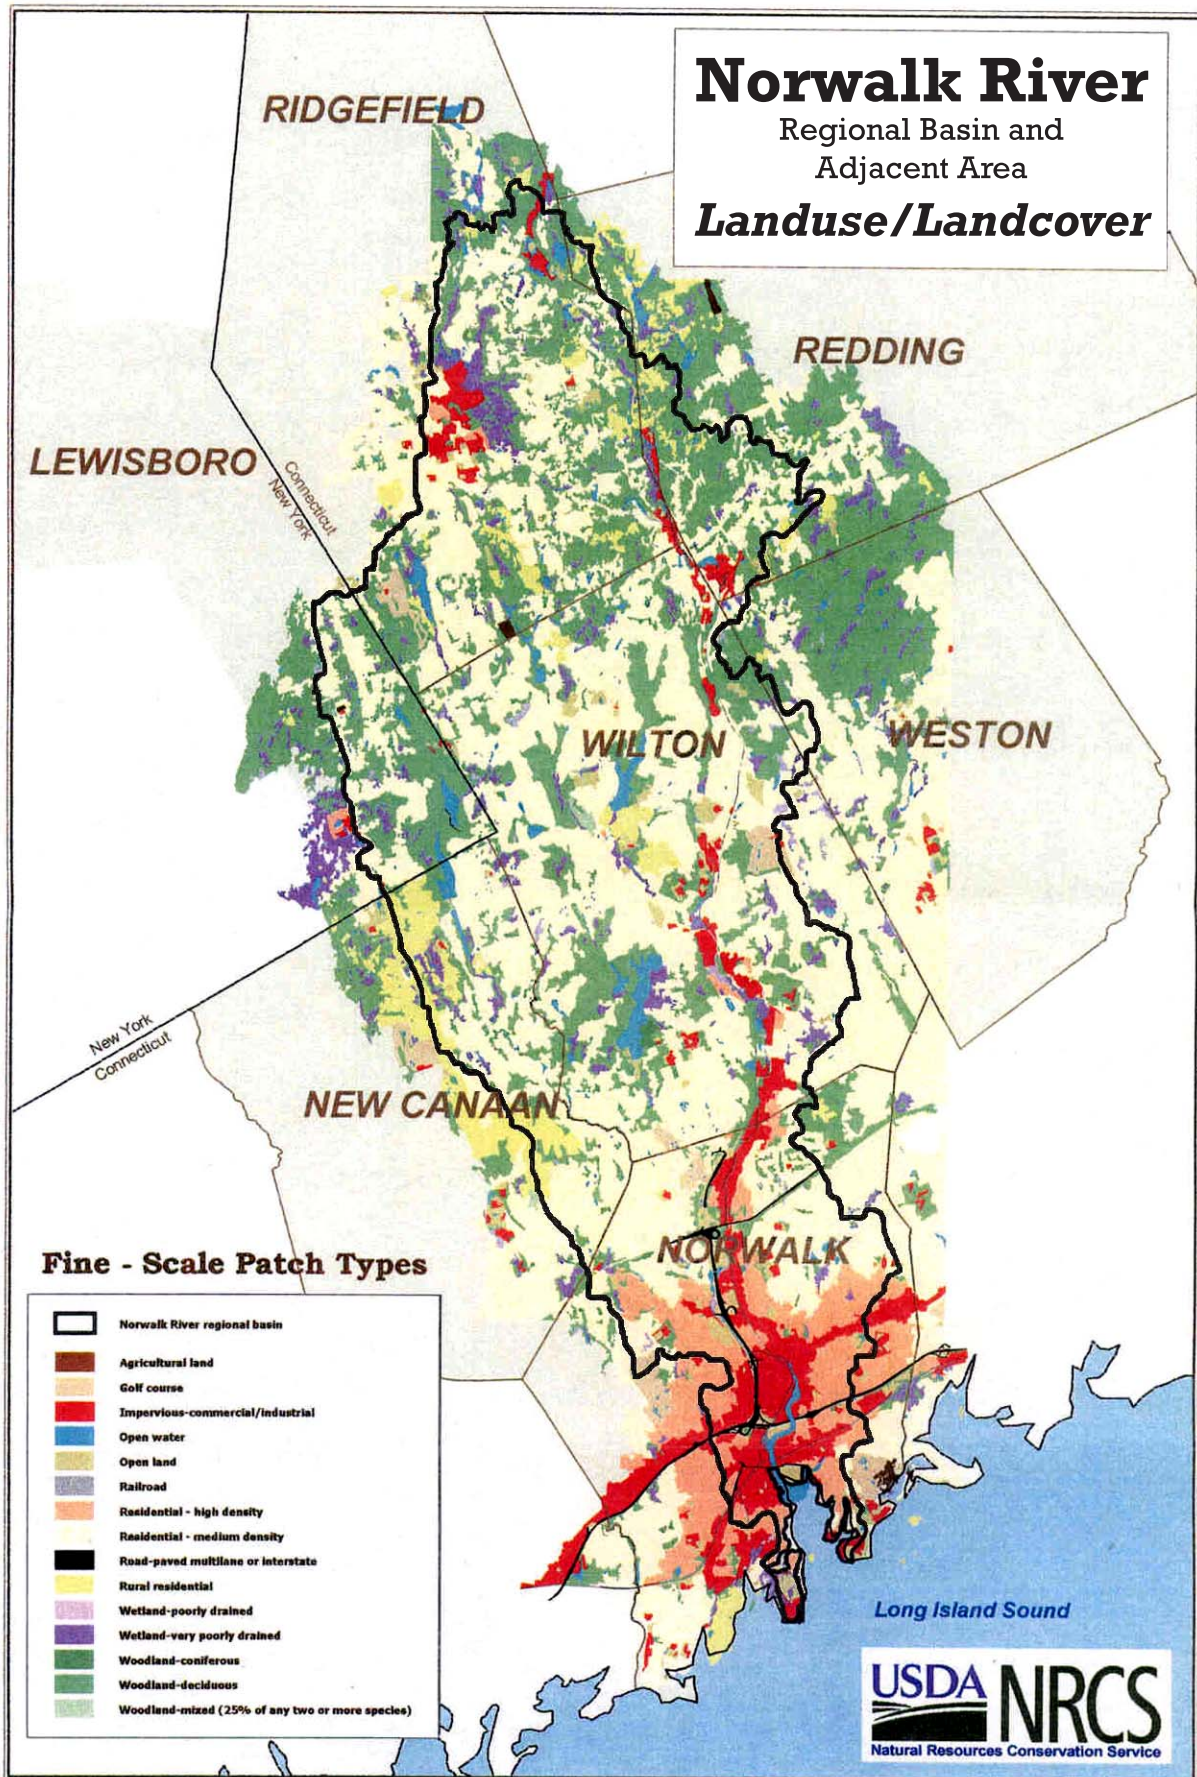 Norwalk River
Regional Basin and
Adjacent Area
Landuse/Landcover
RIDGEFIELD
REDDING
LEWISBORO
Connecticut
New York
WILTON
WESTON
New York
Connecticut
NEW CANAAN
NORWALK
Fine - Scale Patch Types
Norwalk River regional basin
Agricultural land
Golf course
Impervious-commercial/industrial
Open water
Open land
Railroad
Residential - high density
Residential - medium density
Road-paved multilane or interstate
Rural residential
Wetland-poorly drained
Wetland-very poorly drained
Woodland-coniferous
Woodland-deciduous
Woodland-mixed (25% of any two or more species)
Long Island Sound
USDA NRCS
Natural Resources Conservation Service